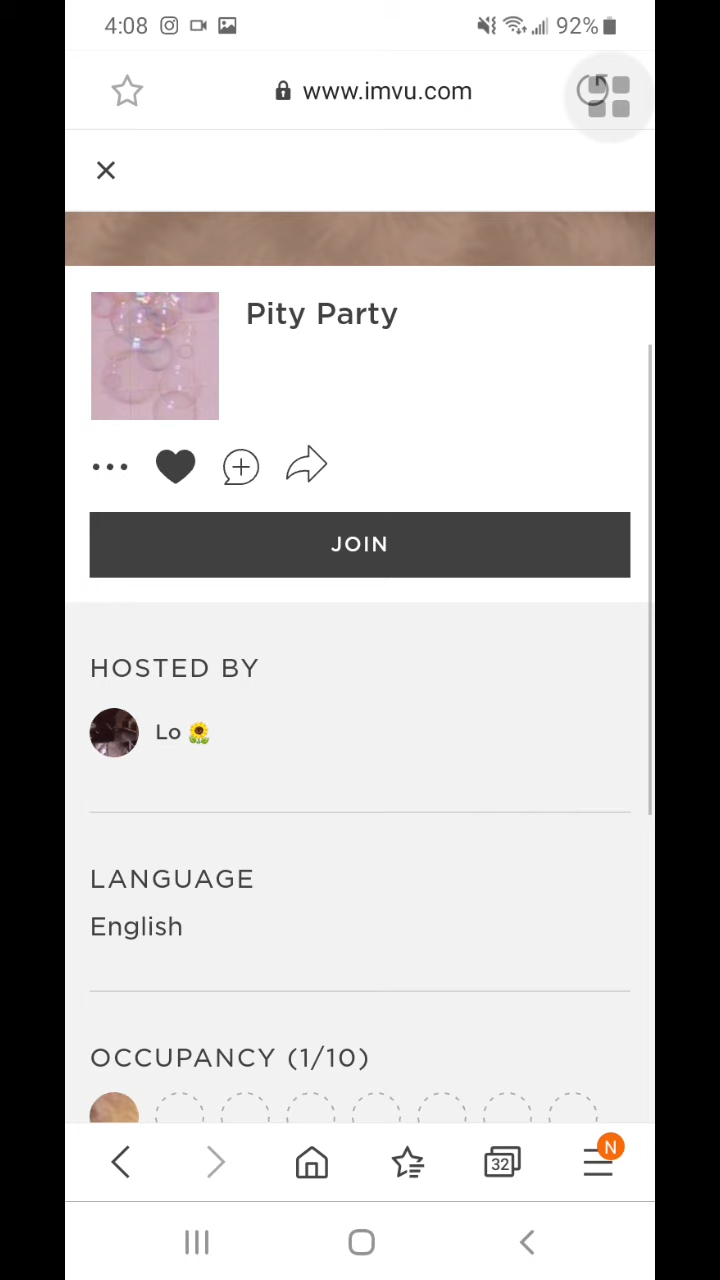 4:08 92%
www.imvu.com
Pity Party
JOIN
HOSTED BY
Lo 🌻
LANGUAGE
English
OCCUPANCY (1/10)
32 N